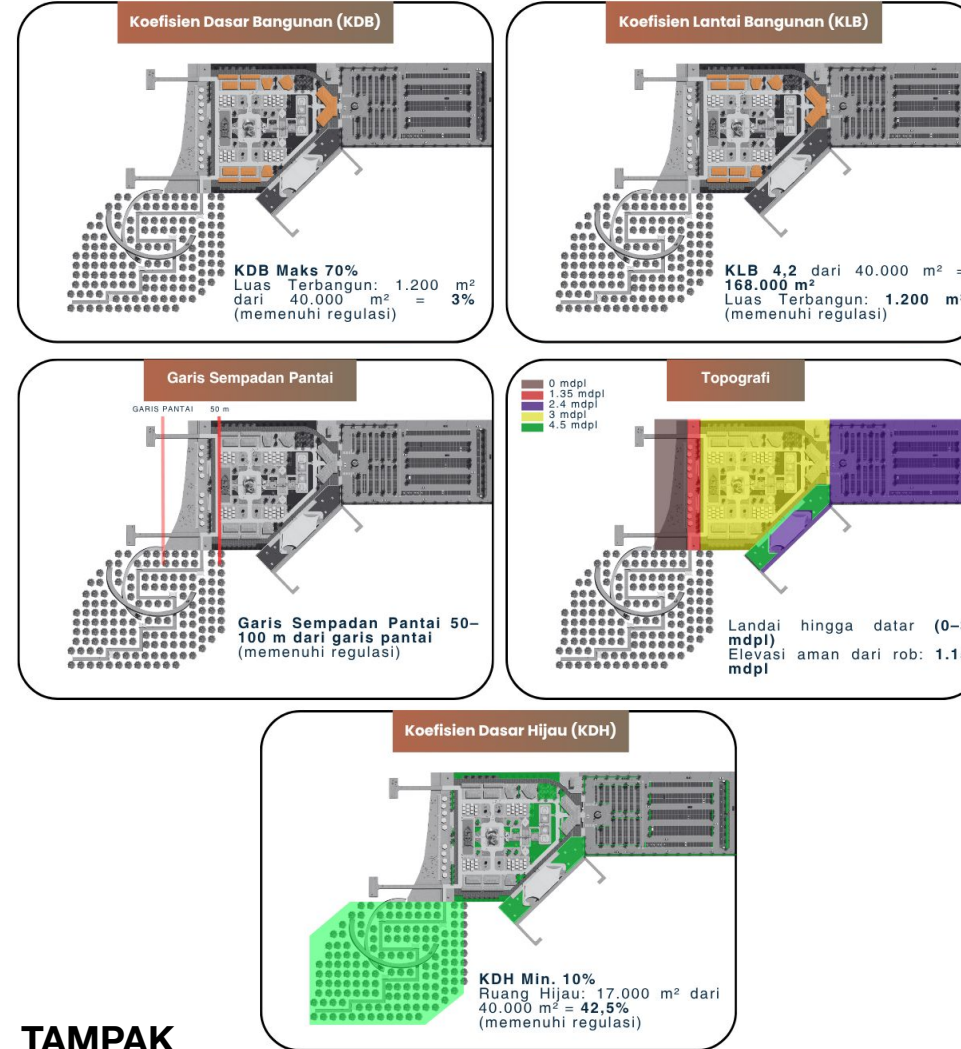 Koefisien Dasar Bangunan (KDB)
KDB Maks 70%
Luas Terbangun: 1.200 m²
dari 40.000 m² = 3%
(memenuhi regulasi)
Koefisien Lantai Bangunan (KLB)
KLB 4,2 dari 40.000 m² =
168.000 m²
Luas Terbangun: 1.200 m²
(memenuhi regulasi)
Garis Sempadan Pantai
GARIS PANTAI 50 m
Garis Sempadan Pantai 50–
100 m dari garis pantai
(memenuhi regulasi)
Topografi
0 mdpl
1.35 mdpl
2.4 mdpl
3 mdpl
4.5 mdpl
Landai hingga datar (0–
mdpl)
Elevasi aman dari rob:
mdpl
Koefisien Dasar Hijau (KDH)
KDH Min. 10%
Ruang Hijau: 17.000 m² dari
40.000 m² = 42,5%
(memenuhi regulasi)
TAMPAK